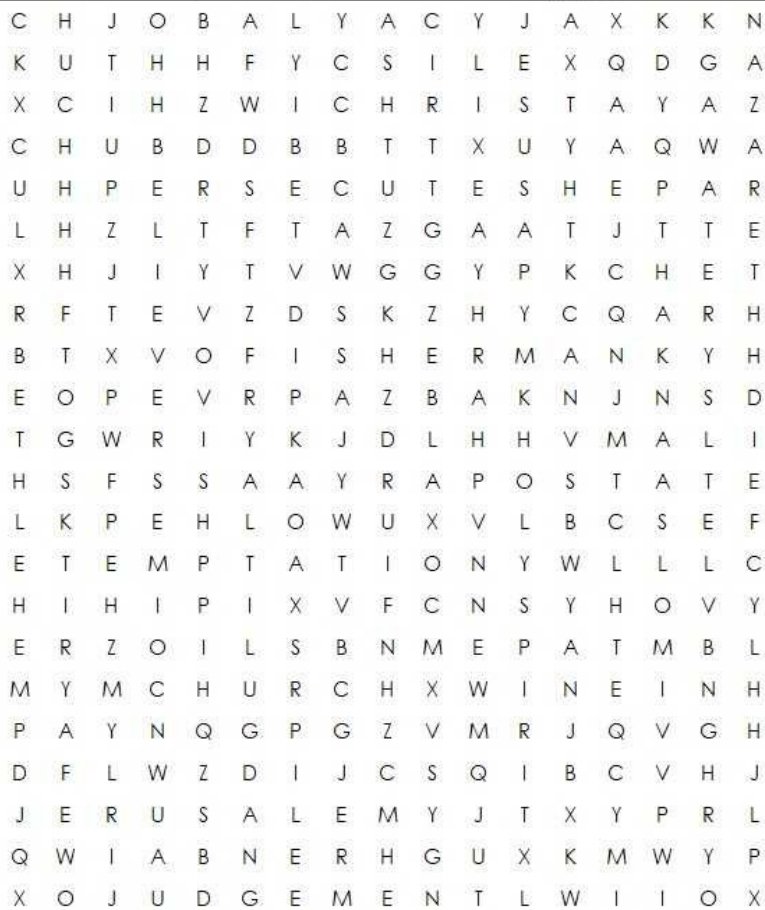 C H J O B A L Y A C Y J A X K K N
K U T H H F Y C S I L E X Q D G A
X C I H Z W I C H R I S T A Y A Z
C H U B D D B B T T X U Y A Q W A
U H P E R S E C U T E S H E P A R
L H Z L T F T A Z G A A T J T T E
X H J I Y T V W G G Y P K C H E T
R F T E V Z D S K Z H Y C Q A R H
B T X V O F I S H E R M A N K Y H
E O P E V R P A Z B A K N J N S D
T G W R I Y K J D L H H V M A L I
H S F S S A A Y R A P O S T A T E
L K P E H L O W U X V L B C S E F
E T E M P T A T I O N Y W L L L C
H I H I P I X V F C N S Y H O V Y
E R Z O I L S B N M E P A T M B L
M Y M C H U R C H X W I N E I N H
P A Y N Q G P G Z V M R J Q V G H
D F L W Z D I J C S Q I B C V H J
J E R U S A L E M Y J T X Y P R L
Q W I A B N E R H G U X K M W Y P
X O J U D G E M E N T L W I I O X